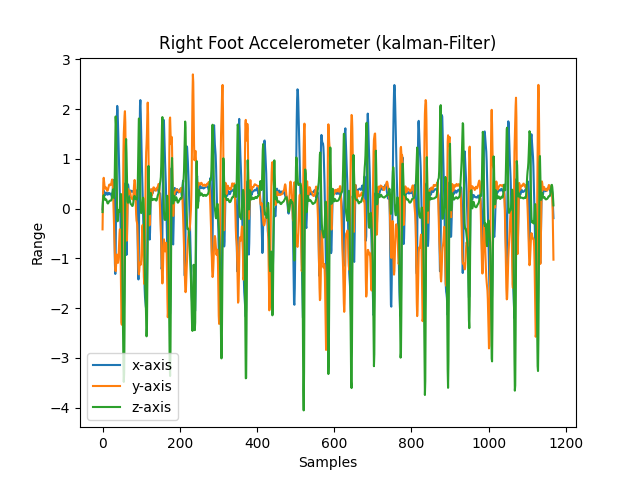 Right Foot Accelerometer (kalman-Filter)
3
2
1
0
−1
−2
−3
−4
Range
x-axis
y-axis
z-axis
0 200 400 600 800 1000 1200
Samples